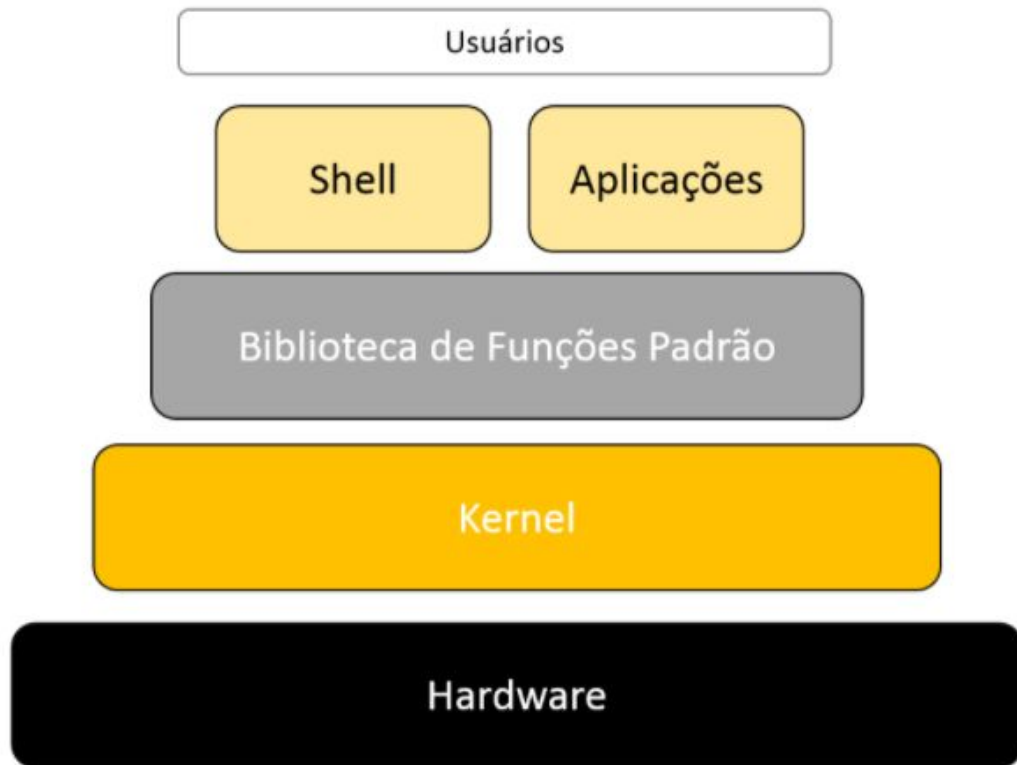 Usuários
Shell
Aplicações
Biblioteca de Funções Padrão
Kernel
Hardware